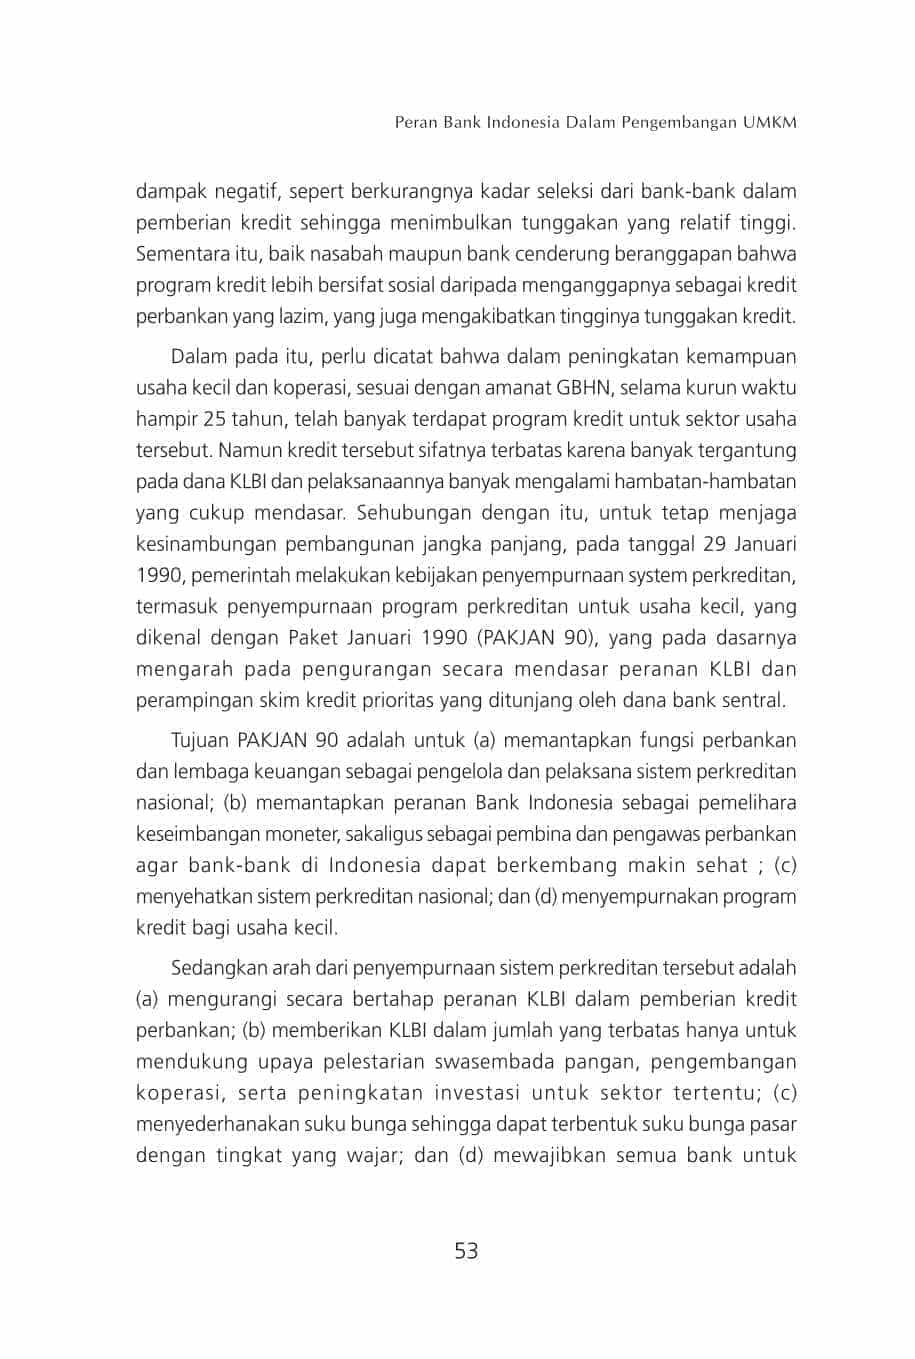 Peran Bank Indonesia Dalam Pengembangan UMKM
dampak negatif, sepert berkurangnya kadar seleksi dari bank-bank dalam
pemberian kredit sehingga menimbulkan tunggakan yang relatif tinggi.
Sementara itu, baik nasabah maupun bank cenderung beranggapan bahwa
program kredit lebih bersifat sosial daripada menganggapnya sebagai kredit
perbankan yang lazim, yang juga mengakibatkan tingginya tunggakan kredit.
Dalam pada itu, perlu dicatat bahwa dalam peningkatan kemampuan
usaha kecil dan koperasi, sesuai dengan amanat GBHN, selama kurun waktu
hampir 25 tahun, telah banyak terdapat program kredit untuk sektor usaha
tersebut. Namun kredit tersebut sifatnya terbatas karena banyak tergantung
pada dana KLBI dan pelaksanaannya banyak mengalami hambatan-hambatan
yang cukup mendasar. Sehubungan dengan itu, untuk tetap menjaga
kesinambungan pembangunan jangka panjang, pada tanggal 29 Januari
1990, pemerintah melakukan kebijakan penyempurnaan system perkreditan,
termasuk penyempurnaan program perkreditan untuk usaha kecil, yang
dikenal dengan Paket Januari 1990 (PAKJAN 90), yang pada dasarnya
mengarah pada pengurangan secara mendasar peranan KLBI dan
perampingan skim kredit prioritas yang ditunjang oleh dana bank sentral.
Tujuan PAKJAN 90 adalah untuk (a) memantapkan fungsi perbankan
dan lembaga keuangan sebagai pengelola dan pelaksana sistem perkreditan
nasional; (b) memantapkan peranan Bank Indonesia sebagai pemelihara
keseimbangan moneter, sakaligus sebagai pembina dan pengawas perbankan
agar bank-bank di Indonesia dapat berkembang makin sehat ; (c)
menyehatkan sistem perkreditan nasional; dan (d) menyempurnakan program
kredit bagi usaha kecil.
Sedangkan arah dari penyempurnaan sistem perkreditan tersebut adalah
(a) mengurangi secara bertahap peranan KLBI dalam pemberian kredit
perbankan; (b) memberikan KLBI dalam jumlah yang terbatas hanya untuk
mendukung upaya pelestarian swasembada pangan, pengembangan
koperasi, serta peningkatan investasi untuk sektor tertentu; (c)
menyederhanakan suku bunga sehingga dapat terbentuk suku bunga pasar
dengan tingkat yang wajar; dan (d) mewajibkan semua bank untuk
53